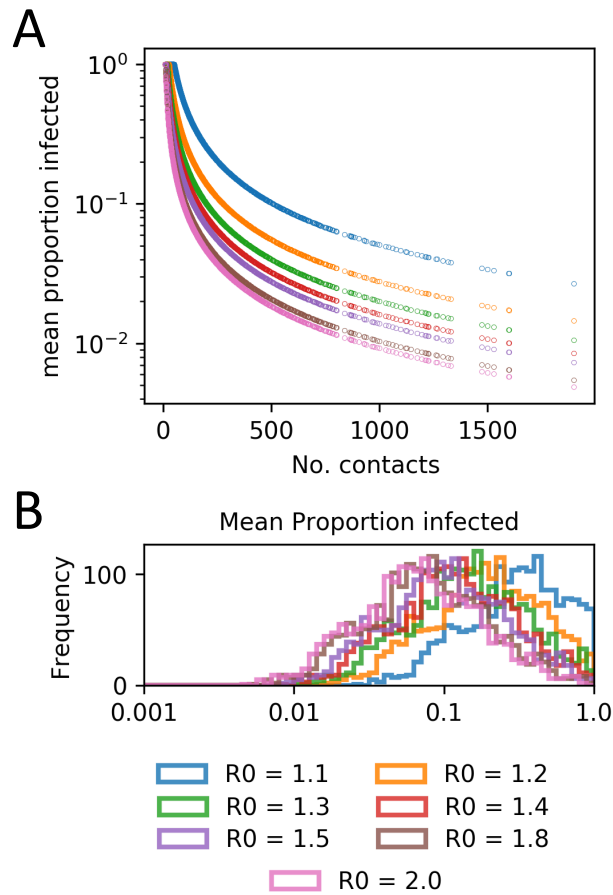 A
10⁰
10⁻¹
10⁻²
mean proportion infected
0 500 1000 1500
No. contacts
B
Mean Proportion infected
100
0
Frequency
0.001 0.01 0.1 1.0
R0 = 1.1 R0 = 1.2
R0 = 1.3 R0 = 1.4
R0 = 1.5 R0 = 1.8
R0 = 2.0